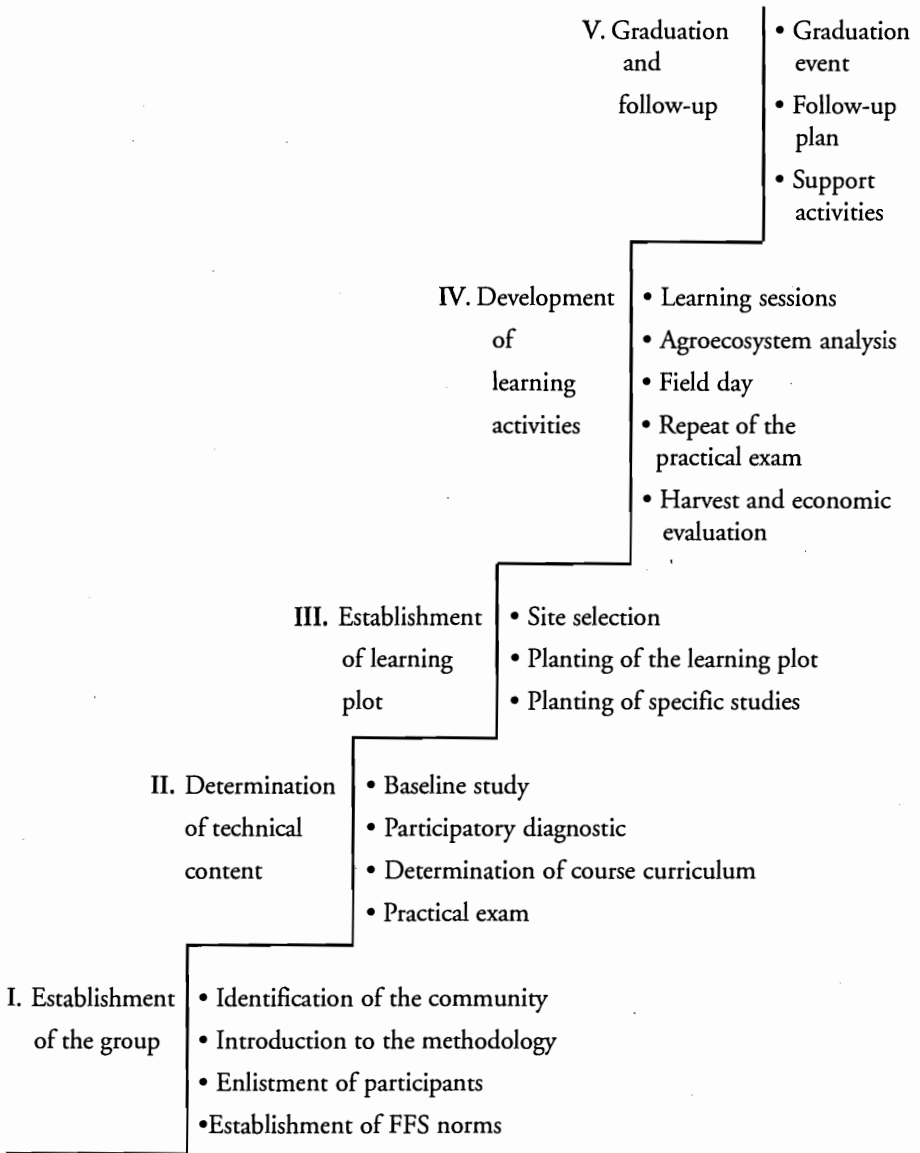 V. Graduation
and
follow-up
• Graduation
event
• Follow-up
plan
• Support
activities
IV. Development
of
learning
activities
• Learning sessions
• Agroecosystem analysis
• Field day
• Repeat of the
practical exam
• Harvest and economic
evaluation
III. Establishment
of learning
plot
• Site selection
• Planting of the learning plot
• Planting of specific studies
II. Determination
of technical
content
• Baseline study
• Participatory diagnostic
• Determination of course curriculum
• Practical exam
I. Establishment
of the group
• Identification of the community
• Introduction to the methodology
• Enlistment of participants
•Establishment of FFS norms